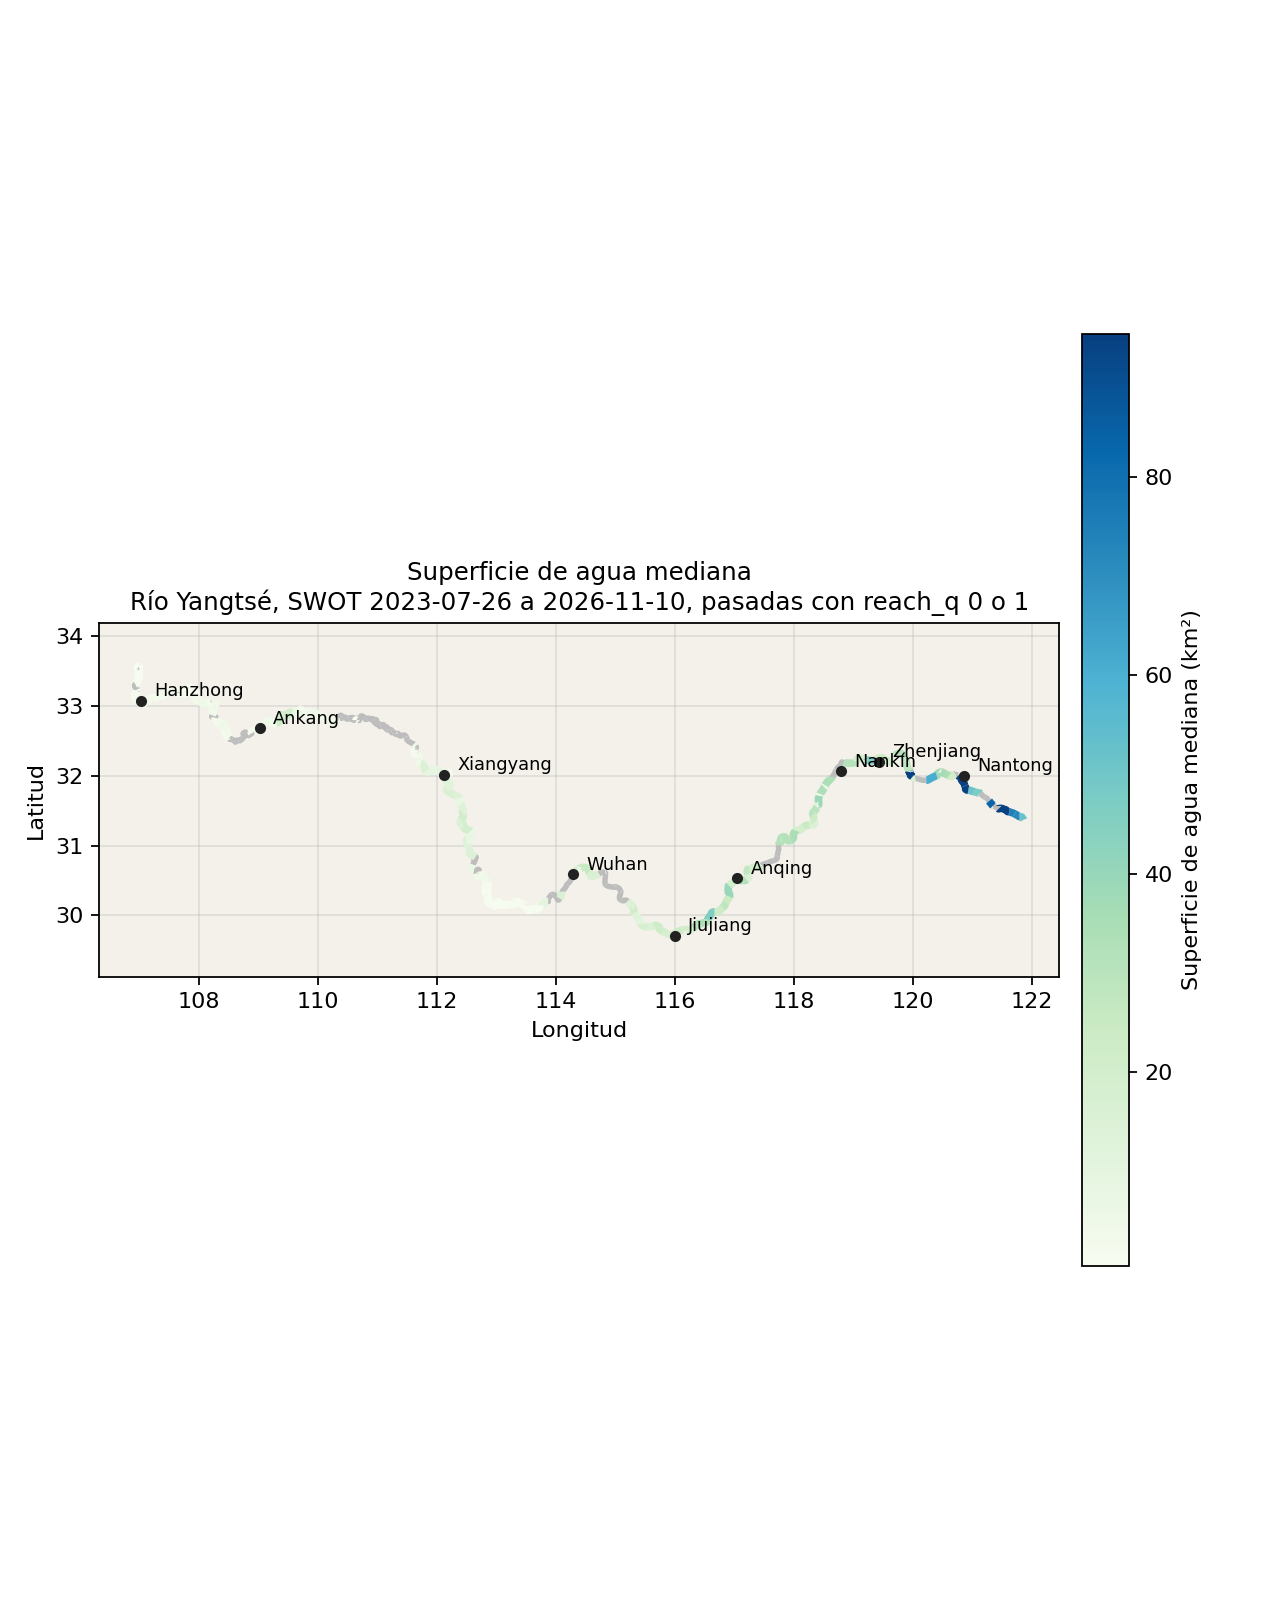 Superficie de agua mediana
Río Yangtsé, SWOT 2023-07-26 a 2026-11-10, pasadas con reach_q 0 o 1
34
33
32
31
30
Latitud
Hanzhong
Ankang
Xiangyang
Wuhan
Jiujiang
Anqing
Nankín
Zhenjiang
Nantong
108
110
112
114
116
118
120
122
Longitud
80
60
40
20
Superficie de agua mediana (km²)